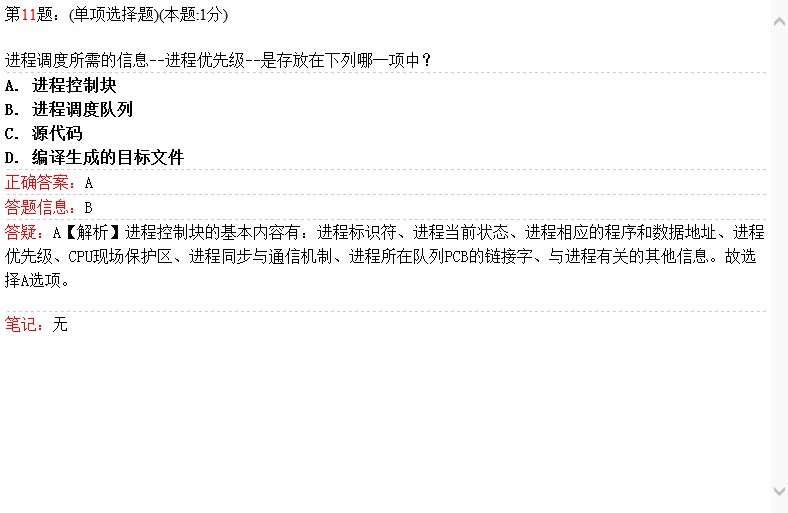 第11题：(单项选择题)(本题:1分)
进程调度所需的信息--进程优先级--是存放在下列哪一项中？
A. 进程控制块
B. 进程调度队列
C. 源代码
D. 编译生成的目标文件
正确答案：A
答题信息：B
答疑：A【解析】进程控制块的基本内容有：进程标识符、进程当前状态、进程相应的程序和数据地址、进程
优先级、CPU现场保护区、进程同步与通信机制、进程所在队列PCB的链接字、与进程有关的其他信息。故选
择A选项。
笔记：无